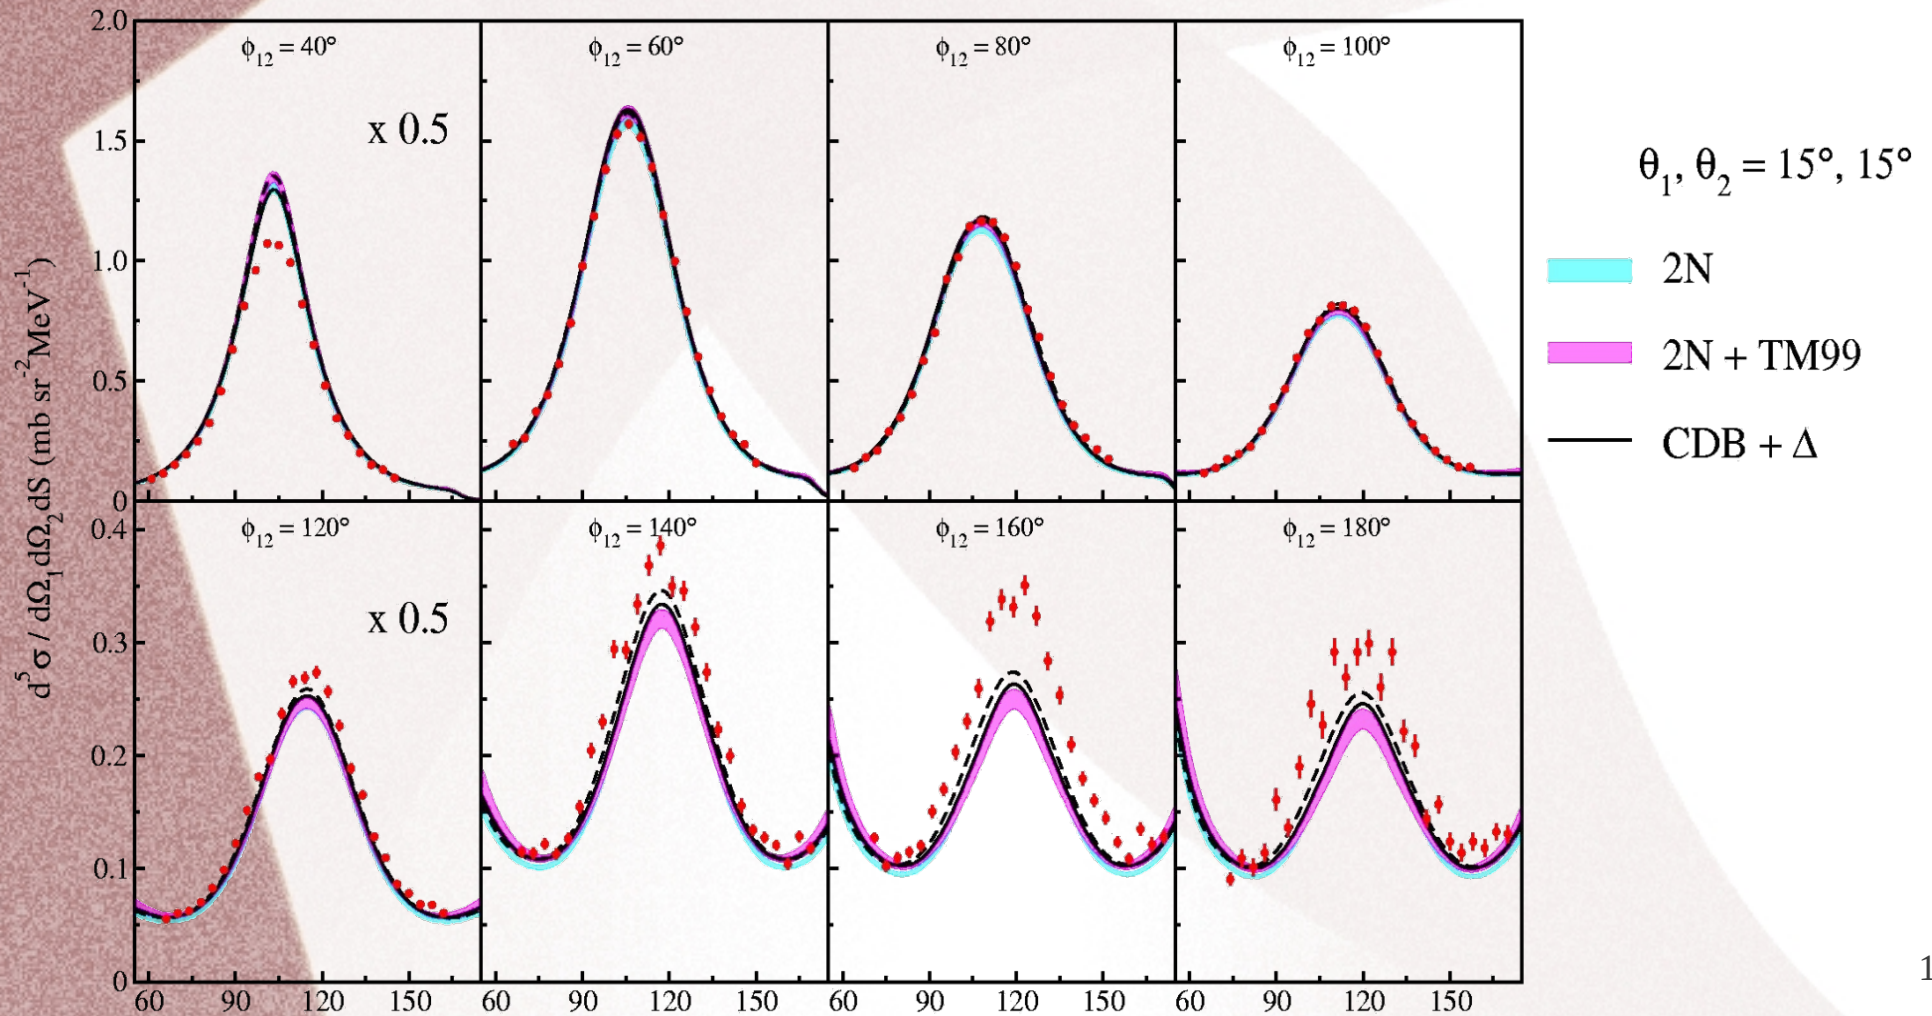 2.0
1.5
1.0
0.5
0
0.4
0.3
0.2
0.1
0
d⁵σ / dΩ₁dΩ₂dS (mb sr⁻²MeV⁻¹)
ϕ₁₂ = 40°
x 0.5
ϕ₁₂ = 60°
ϕ₁₂ = 80°
ϕ₁₂ = 100°
ϕ₁₂ = 120°
x 0.5
ϕ₁₂ = 140°
ϕ₁₂ = 160°
ϕ₁₂ = 180°
60 90 120 150 60 90 120 150 60 90 120 150 60 90 120 150
θ₁, θ₂ = 15°, 15°
2N
2N + TM99
CDB + Δ